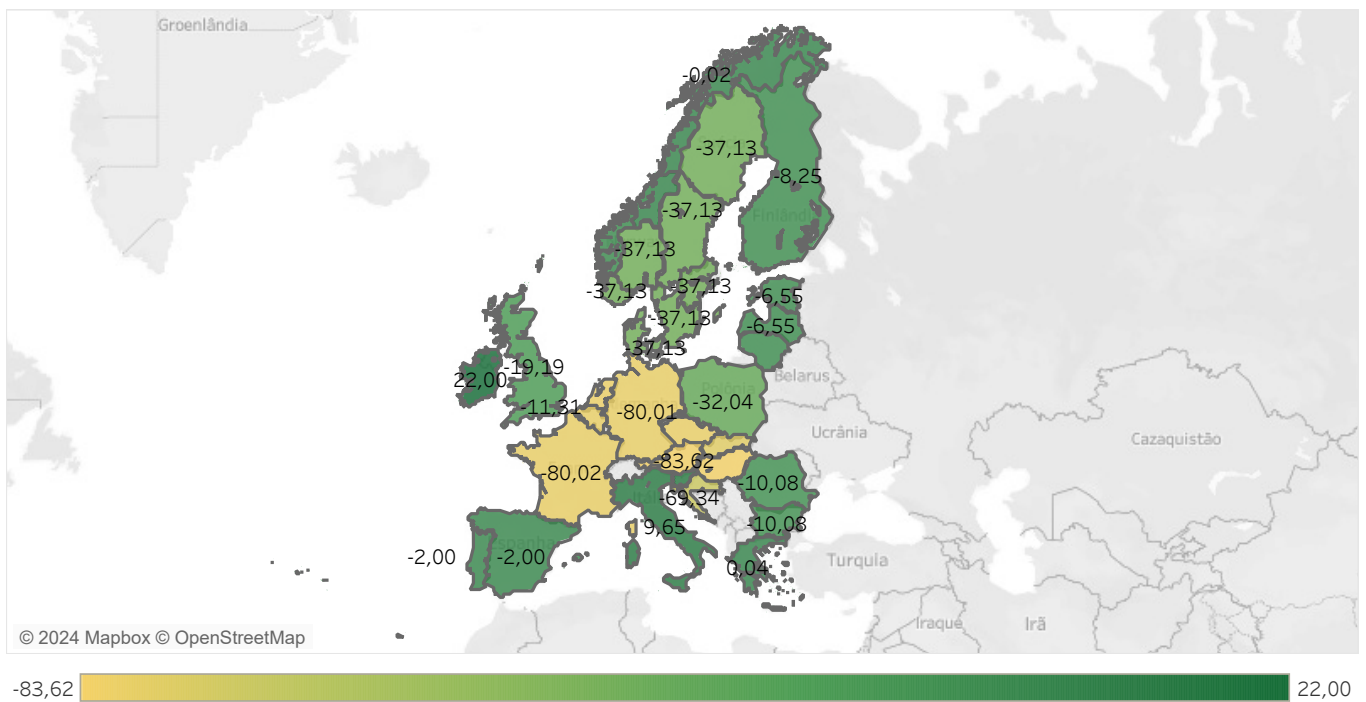 Groenlândia
-0,02
-37,13
-8,25
-37,13
Finlândi
-37,13
-37,13
-37,13
-6,55
-37,13
-6,55
-37,13
-19,19
22,00
Belarus
Polônia
-11,31
-80,01
-32,04
Ucrânia
Cazaquistão
-83,62
-80,02
-10,08
-69,34
9,65
-10,08
Espanha
-2,00
-2,00
0,04
Turquia
Iraque
Irã
© 2024 Mapbox © OpenStreetMap
-83,62
22,00